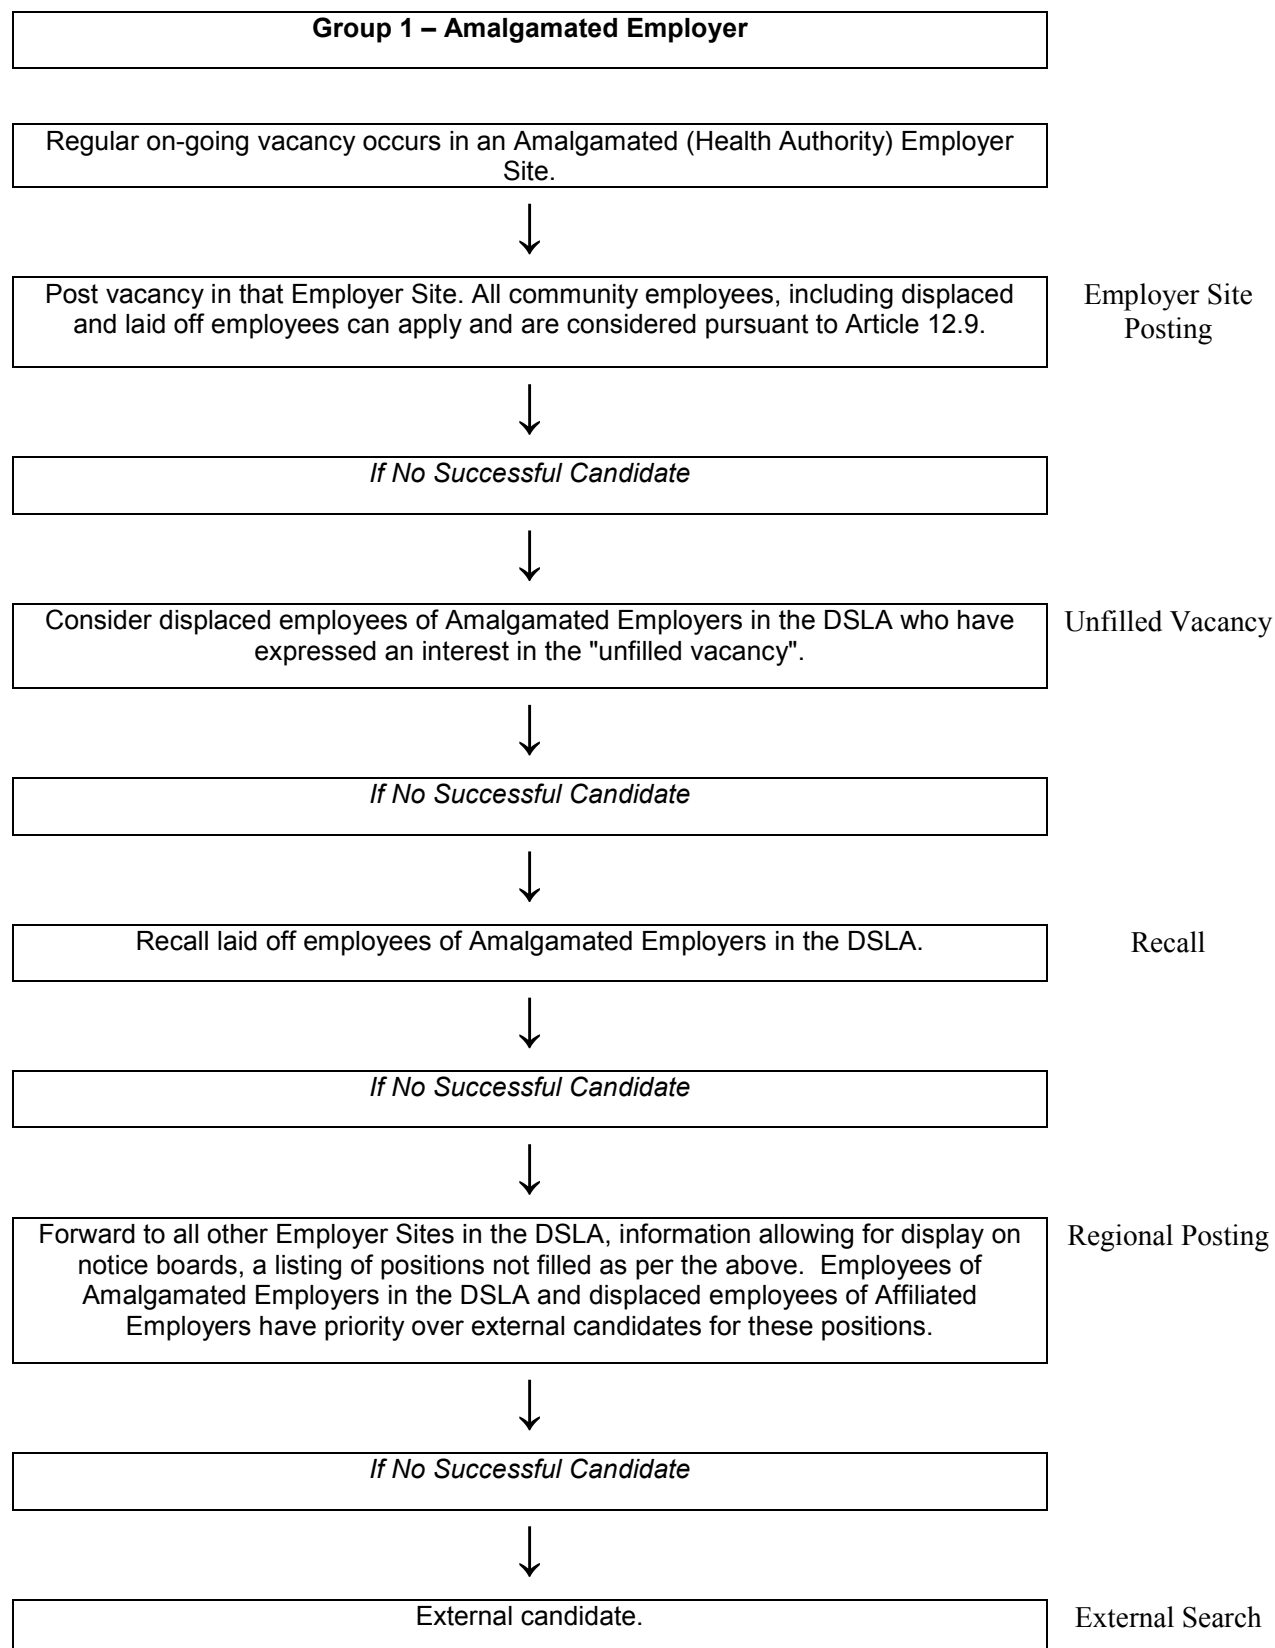 Group 1 – Amalgamated Employer
Regular on-going vacancy occurs in an Amalgamated (Health Authority) Employer
Site.
Post vacancy in that Employer Site. All community employees, including displaced
and laid off employees can apply and are considered pursuant to Article 12.9.
Employer Site
Posting
If No Successful Candidate
Consider displaced employees of Amalgamated Employers in the DSLA who have
expressed an interest in the "unfilled vacancy".
Unfilled Vacancy
If No Successful Candidate
Recall laid off employees of Amalgamated Employers in the DSLA.
Recall
If No Successful Candidate
Forward to all other Employer Sites in the DSLA, information allowing for display on
notice boards, a listing of positions not filled as per the above.  Employees of
Amalgamated Employers in the DSLA and displaced employees of Affiliated
Employers have priority over external candidates for these positions.
Regional Posting
If No Successful Candidate
External candidate.
External Search